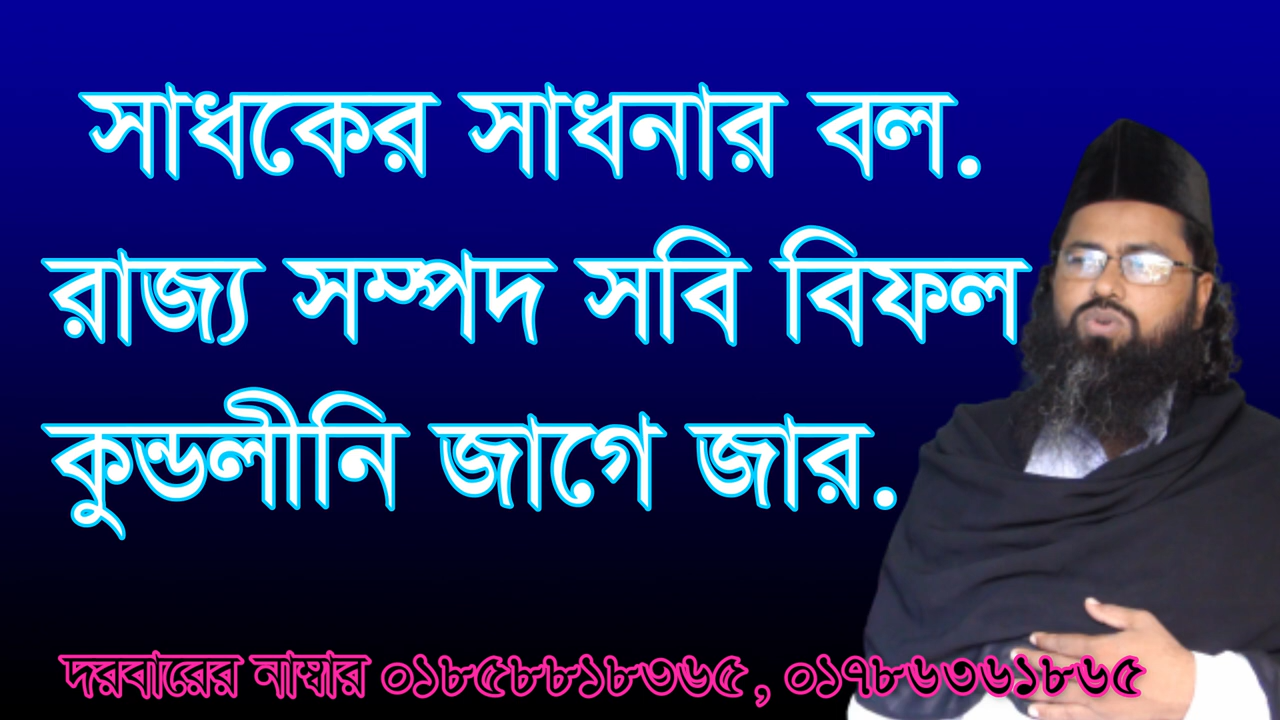 সাধকের সাধনার বল.
রাজ্য সম্পদ সবি বিফল
কুন্ডলীনি জাগে জার.
দরবারের নাম্বার ০১৮৫৮৮১৮৩৬৫, ০১৭৮৬৩৬১৮৬৫